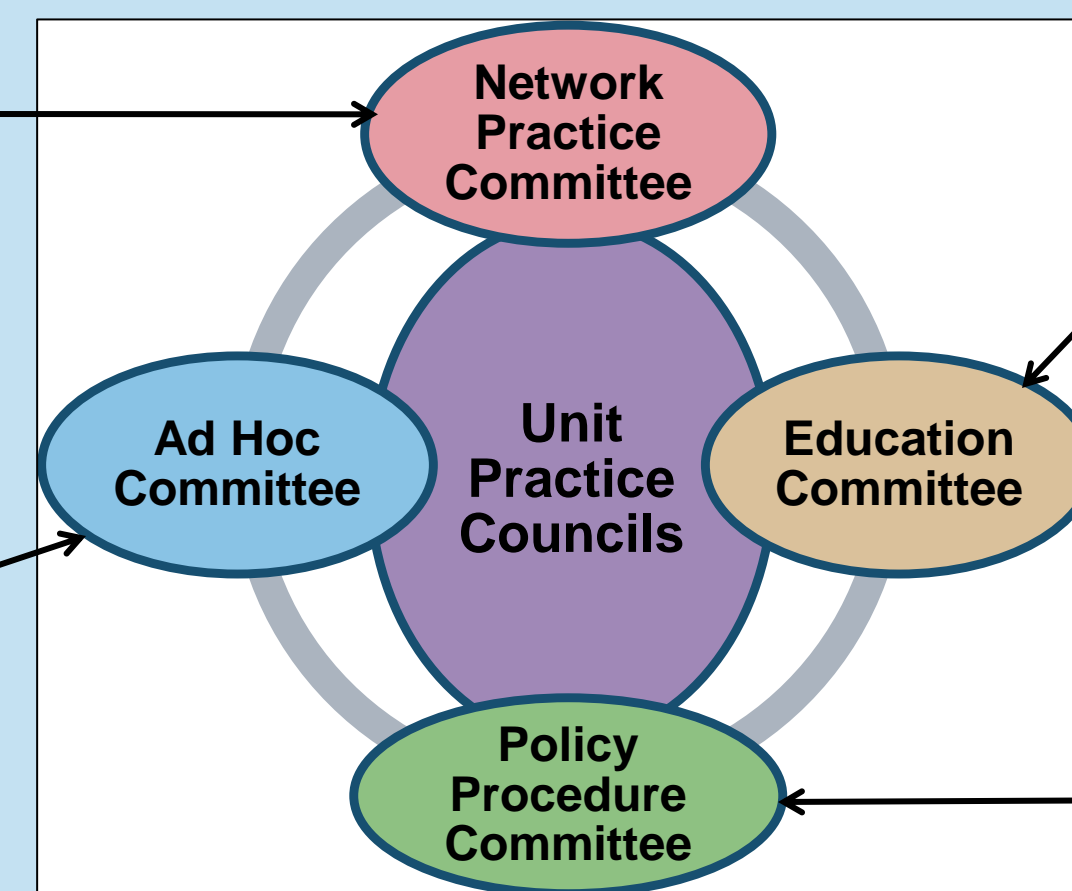 Network
Practice
Committee
Ad Hoc
Committee
Unit
Practice
Councils
Education
Committee
Policy
Procedure
Committee